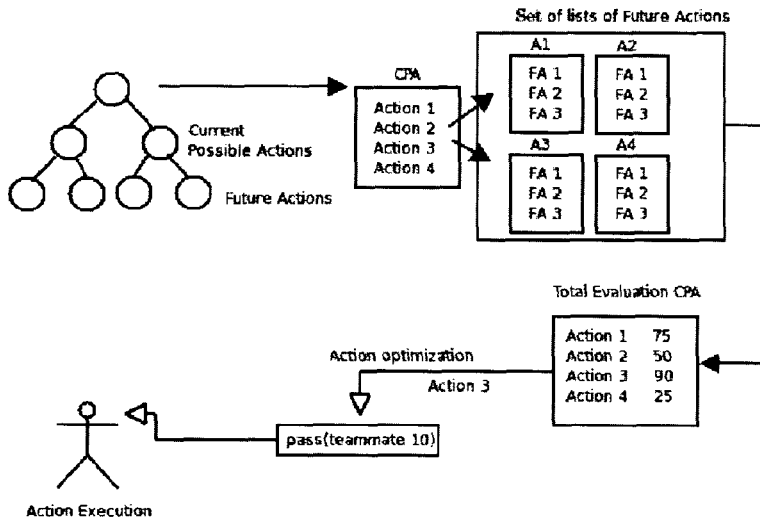 Set of lists of Future Actions
A1
A2
CPA
FA 1
FA 2
FA 3
FA 1
FA 2
FA 3
Action 1
Action 2
Action 3
Action 4
Current
Possible Actions
Future Actions
A3
A4
FA 1
FA 2
FA 3
FA 1
FA 2
FA 3
Total Evaluation CPA
Action 1 75
Action 2 50
Action 3 90
Action 4 25
Action optimization
Action 3
pass(teammate 10)
Action Execution